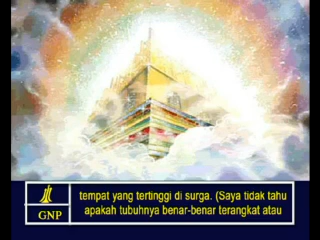 tempat yang tertinggi di surga. (Saya tidak tahu
apakah tubuhnya benar-benar terangkat atau
GNP